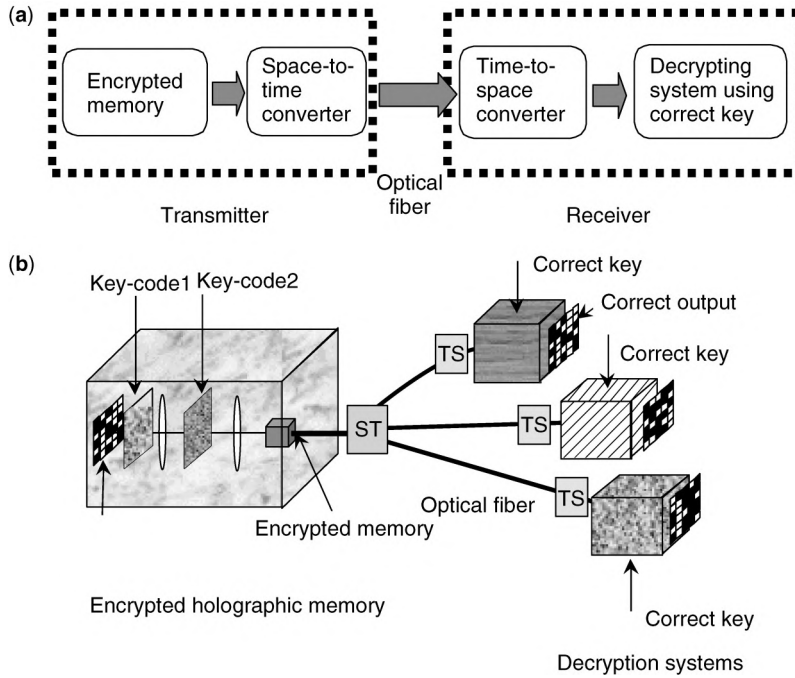 (a)
Encrypted
memory
Space-to-
time
converter
Time-to-
space
converter
Decrypting
system using
correct key
Optical
fiber
Transmitter
Receiver
(b)
Key-code1
Key-code2
Correct key
Correct output
Correct key
TS
ST
TS
TS
Optical fiber
Encrypted memory
Encrypted holographic memory
Correct key
Decryption systems